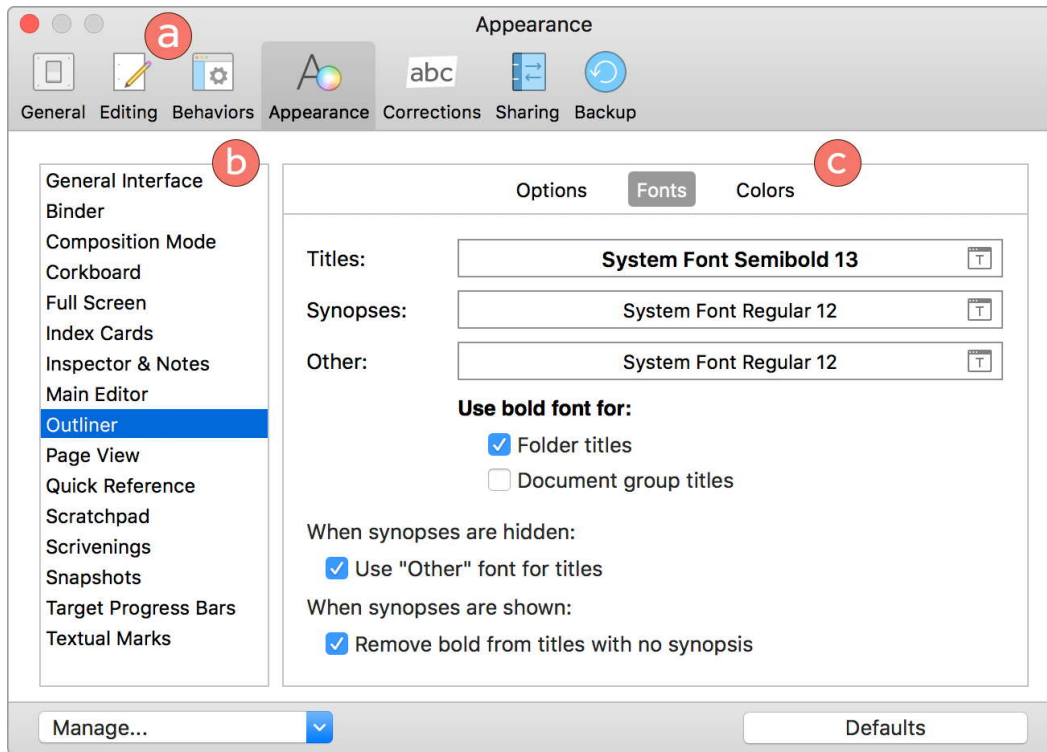 Appearance
a
abc
General Editing Behaviors Appearance Corrections Sharing Backup
b
General Interface
Binder
Composition Mode
Corkboard
Full Screen
Index Cards
Inspector & Notes
Main Editor
Outliner
Page View
Quick Reference
Scratchpad
Scrivenings
Snapshots
Target Progress Bars
Textual Marks
c
Options Fonts Colors
Titles: System Font Semibold 13 T
Synopses: System Font Regular 12 T
Other: System Font Regular 12 T
Use bold font for:
Folder titles
Document group titles
When synopses are hidden:
Use "Other" font for titles
When synopses are shown:
Remove bold from titles with no synopsis
Manage... Defaults